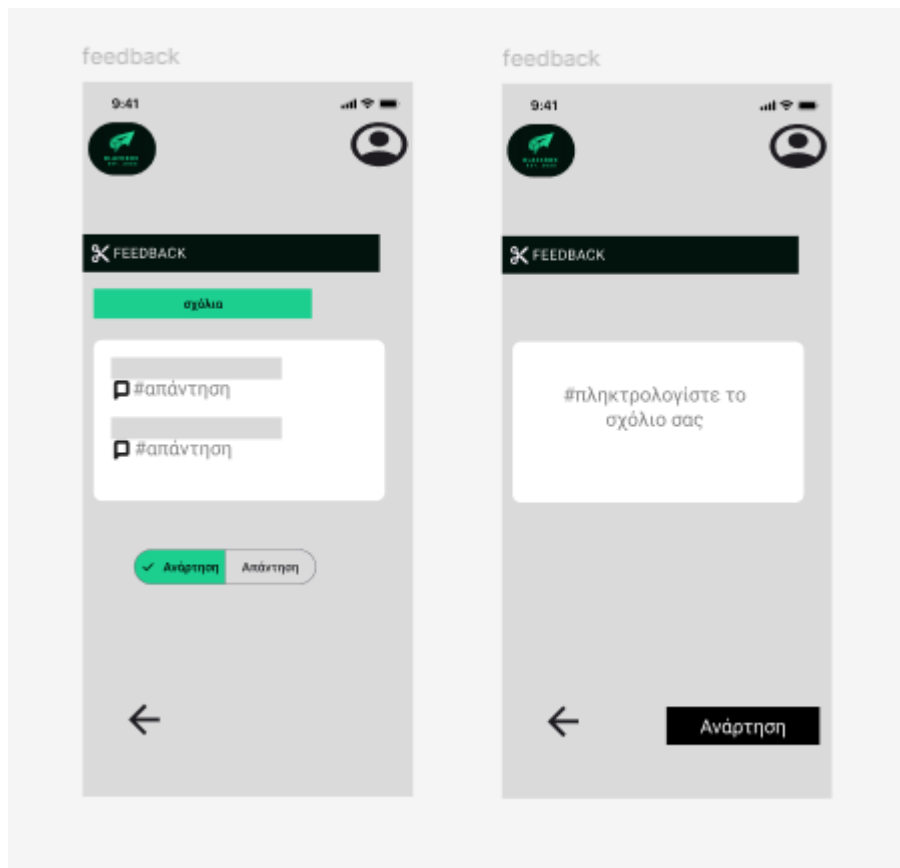 feedback
9:41
FEEDBACK
σχόλια
#απάντηση
#απάντηση
Ανάρτηση
Απάντηση
feedback
9:41
FEEDBACK
#πληκτρολογίστε το
σχόλιο σας
Ανάρτηση